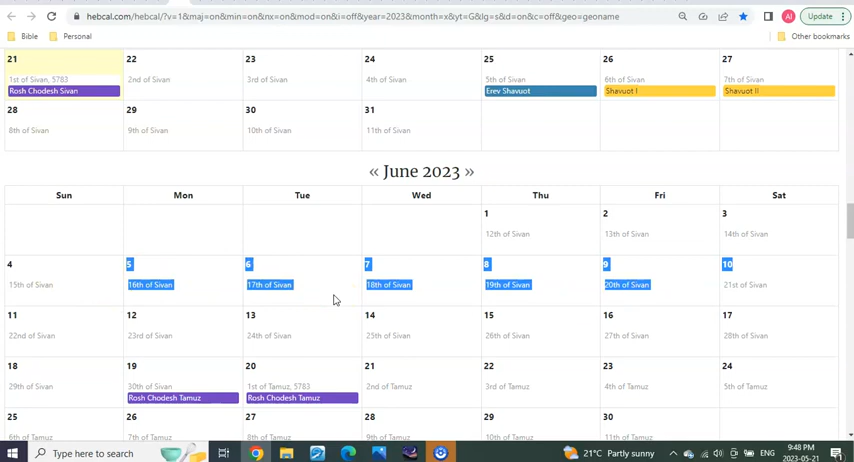 hebcal.com/hebcal/?v=1&maj=on&min=on&nx=on&mod=on&i=off&year=2023&month=x&yt=G&lg=s&d=on&c=off&geo=geoname
AI
Update
Bible Personal Other bookmarks
21 22 23 24 25 26 27
1st of Sivan, 5783 2nd of Sivan 3rd of Sivan 4th of Sivan 5th of Sivan 6th of Sivan 7th of Sivan
Rosh Chodesh Sivan Erev Shavuot Shavuot I Shavuot II
28 29 30 31
8th of Sivan 9th of Sivan 10th of Sivan 11th of Sivan
« June 2023 »
Sun Mon Tue Wed Thu Fri Sat
1 2 3
12th of Sivan 13th of Sivan 14th of Sivan
4 5 6 7 8 9 10
15th of Sivan 16th of Sivan 17th of Sivan 18th of Sivan 19th of Sivan 20th of Sivan 21st of Sivan
11 12 13 14 15 16 17
22nd of Sivan 23rd of Sivan 24th of Sivan 25th of Sivan 26th of Sivan 27th of Sivan 28th of Sivan
18 19 20 21 22 23 24
29th of Sivan 30th of Sivan 1st of Tamuz, 5783 2nd of Tamuz 3rd of Tamuz 4th of Tamuz 5th of Tamuz
Rosh Chodesh Tamuz Rosh Chodesh Tamuz
25 26 27 28 29 30
6th of Tamuz 7th of Tamuz 8th of Tamuz 9th of Tamuz 10th of Tamuz 11th of Tamuz
Type here to search
21°C Partly sunny
ENG
9:48 PM
2023-05-21